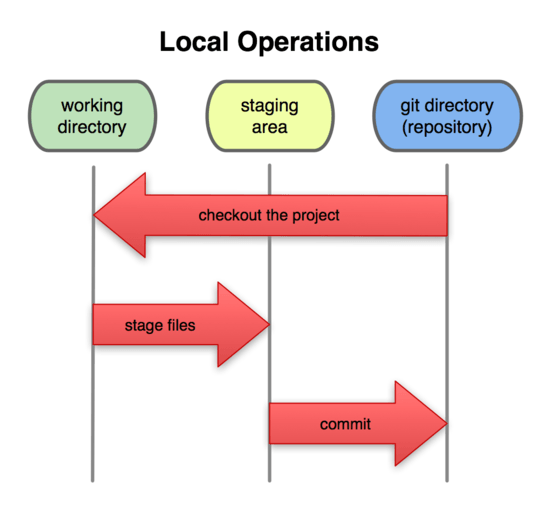 Local Operations
working
directory
staging
area
git directory
(repository)
checkout the project
stage files
commit